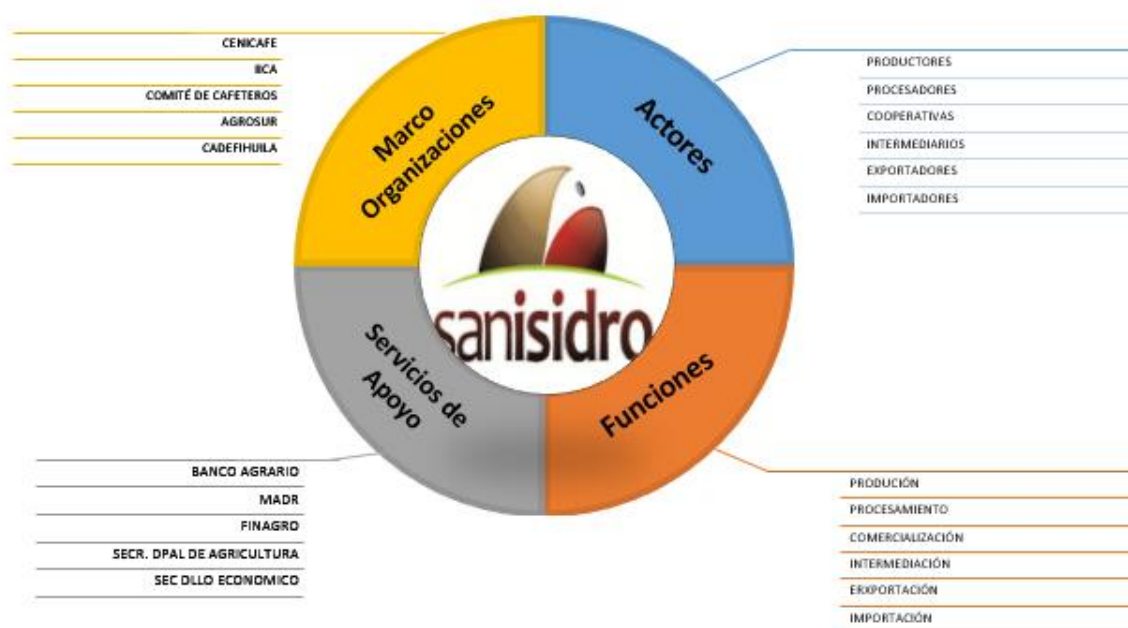 CENICAFE
IICA
COMITÉ DE CAFETEROS
AGROSUR
CADEFIHUILA
Marco
Organizaciones
Actores
PRODUCTORES
PROCESADORES
COOPERATIVAS
INTERMEDIARIOS
EXPORTADORES
IMPORTADORES
sanisidro
Servicios de
Apoyo
Funciones
BANCO AGRARIO
MADR
FINAGRO
SECR. DPAL DE AGRICULTURA
SEC DLLO ECONOMICO
PRODUCIÓN
PROCESAMIENTO
COMERCIALIZACIÓN
INTERMEDIACIÓN
ERXPORTACIÓN
IMPORTACIÓN